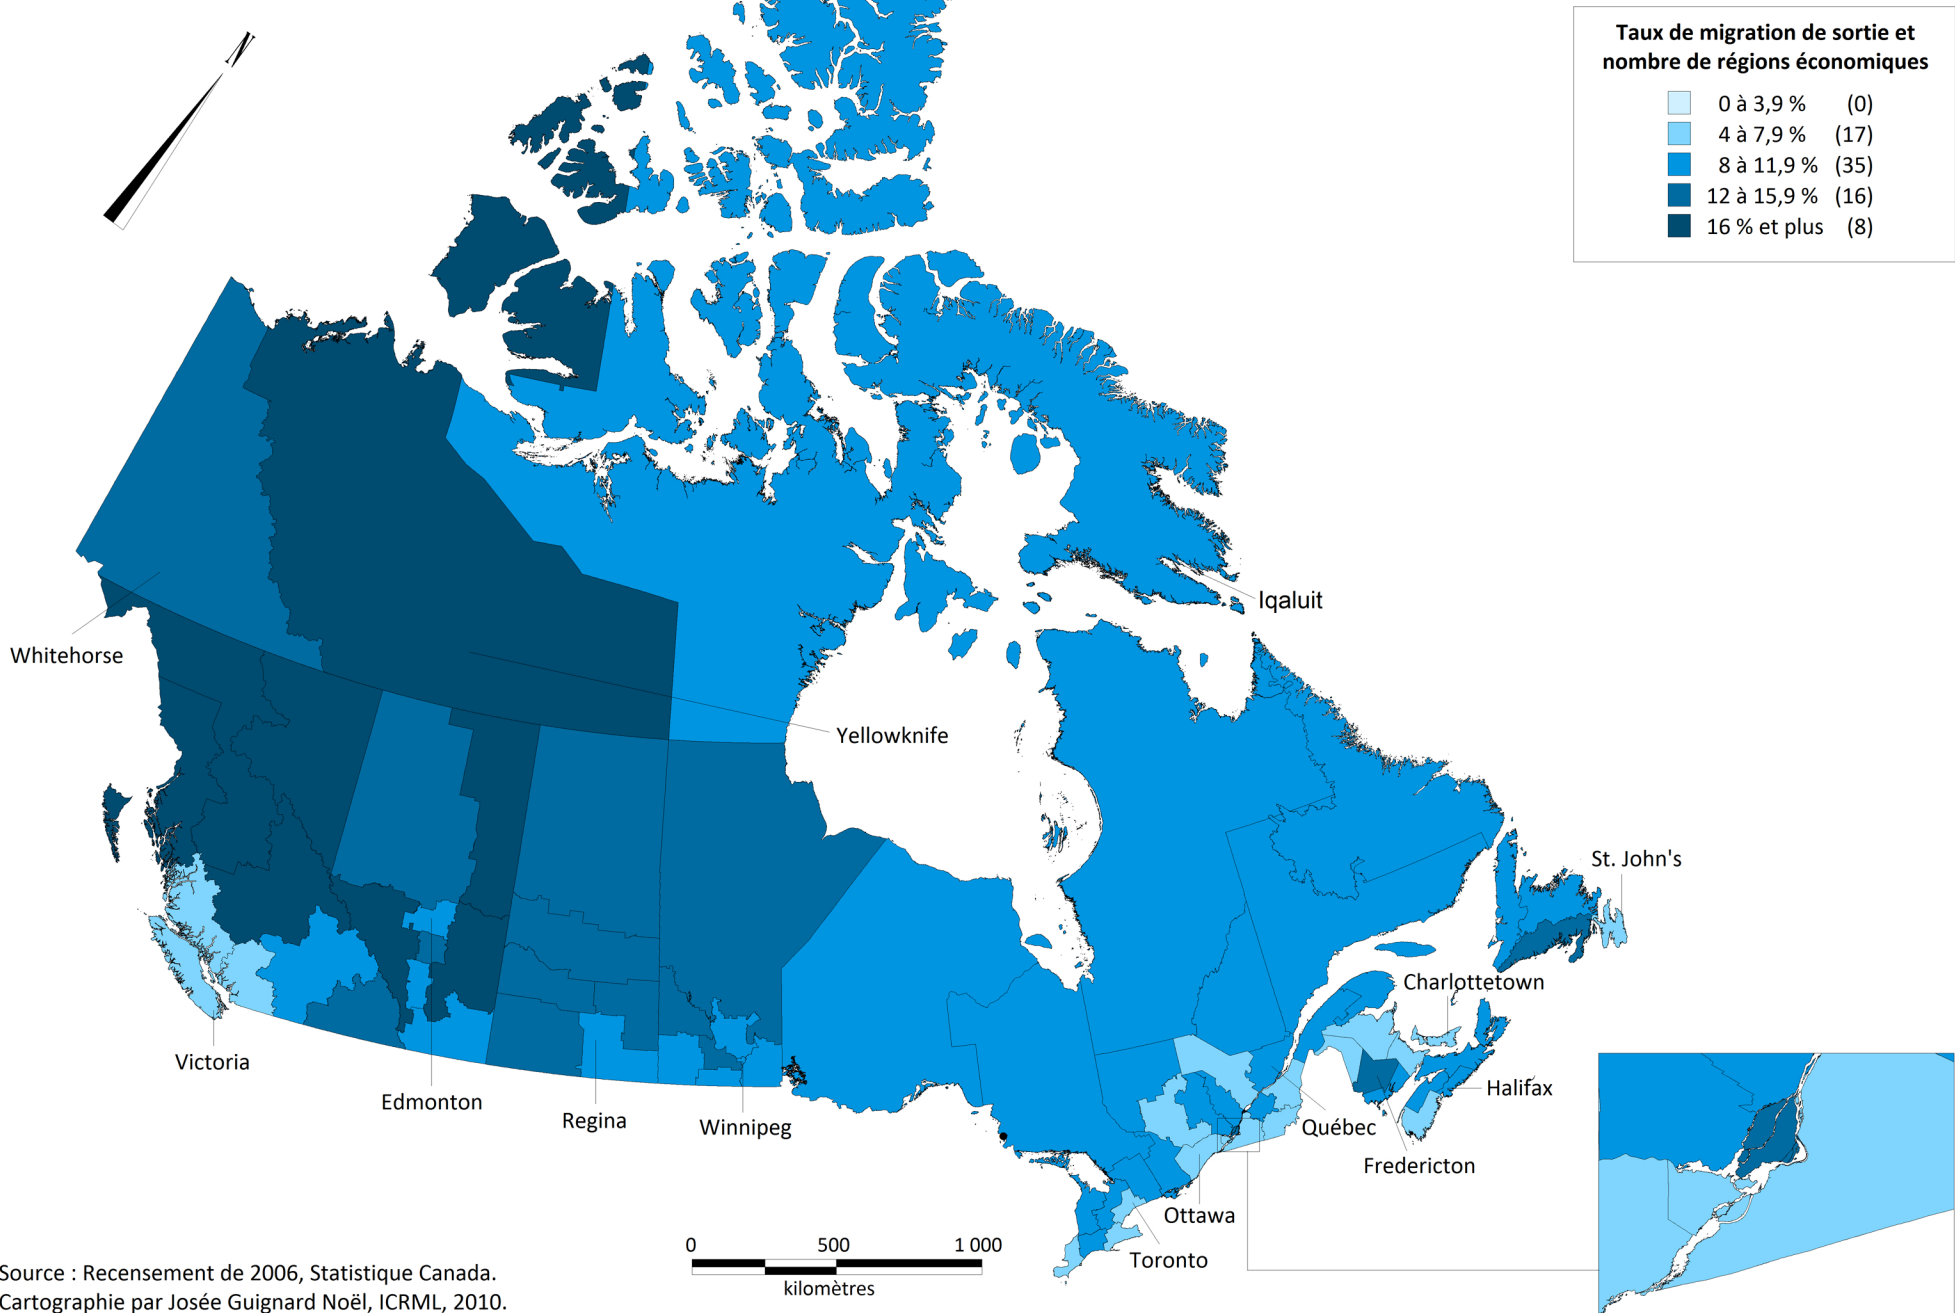 Taux de migration de sortie et
nombre de régions économiques
0 à 3,9 % (0)
4 à 7,9 % (17)
8 à 11,9 % (35)
12 à 15,9 % (16)
16 % et plus (8)
Iqaluit
Whitehorse
Yellowknife
St. John's
Charlottetown
Victoria
Halifax
Edmonton
Regina
Winnipeg
Québec
Fredericton
Ottawa
Toronto
0 500 1 000
kilomètres
Source : Recensement de 2006, Statistique Canada.
Cartographie par Josée Guignard Noël, ICRML, 2010.